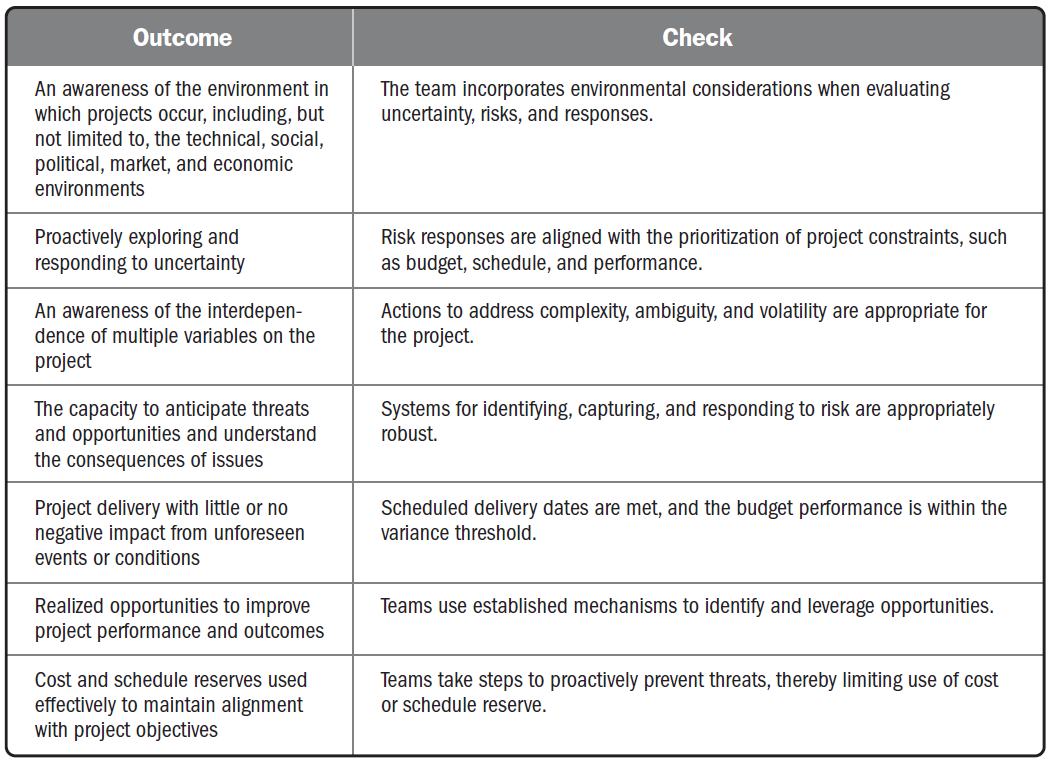 Outcome
Check
An awareness of the environment in
which projects occur, including, but
not limited to, the technical, social,
political, market, and economic
environments
The team incorporates environmental considerations when evaluating
uncertainty, risks, and responses.
Proactively exploring and
responding to uncertainty
Risk responses are aligned with the prioritization of project constraints, such
as budget, schedule, and performance.
An awareness of the interdepen-
dence of multiple variables on the
project
Actions to address complexity, ambiguity, and volatility are appropriate for
the project.
The capacity to anticipate threats
and opportunities and understand
the consequences of issues
Systems for identifying, capturing, and responding to risk are appropriately
robust.
Project delivery with little or no
negative impact from unforeseen
events or conditions
Scheduled delivery dates are met, and the budget performance is within the
variance threshold.
Realized opportunities to improve
project performance and outcomes
Teams use established mechanisms to identify and leverage opportunities.
Cost and schedule reserves used
effectively to maintain alignment
with project objectives
Teams take steps to proactively prevent threats, thereby limiting use of cost
or schedule reserve.